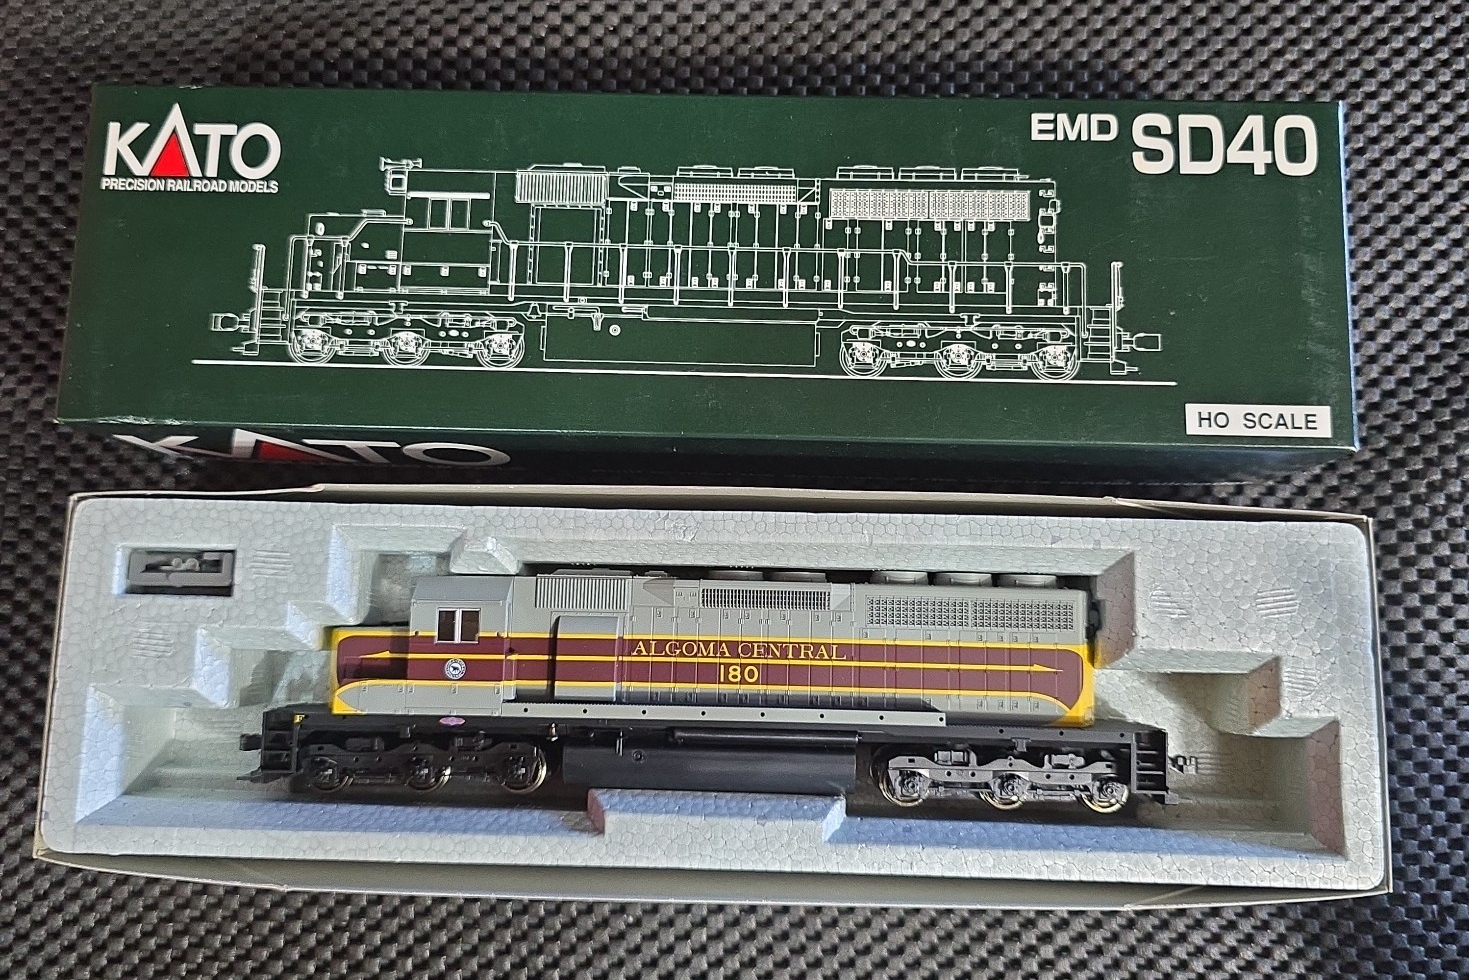 KATO
PRECISION RAILROAD MODELS
EMD SD40
HO SCALE
KATO
ALGOMA CENTRAL
180